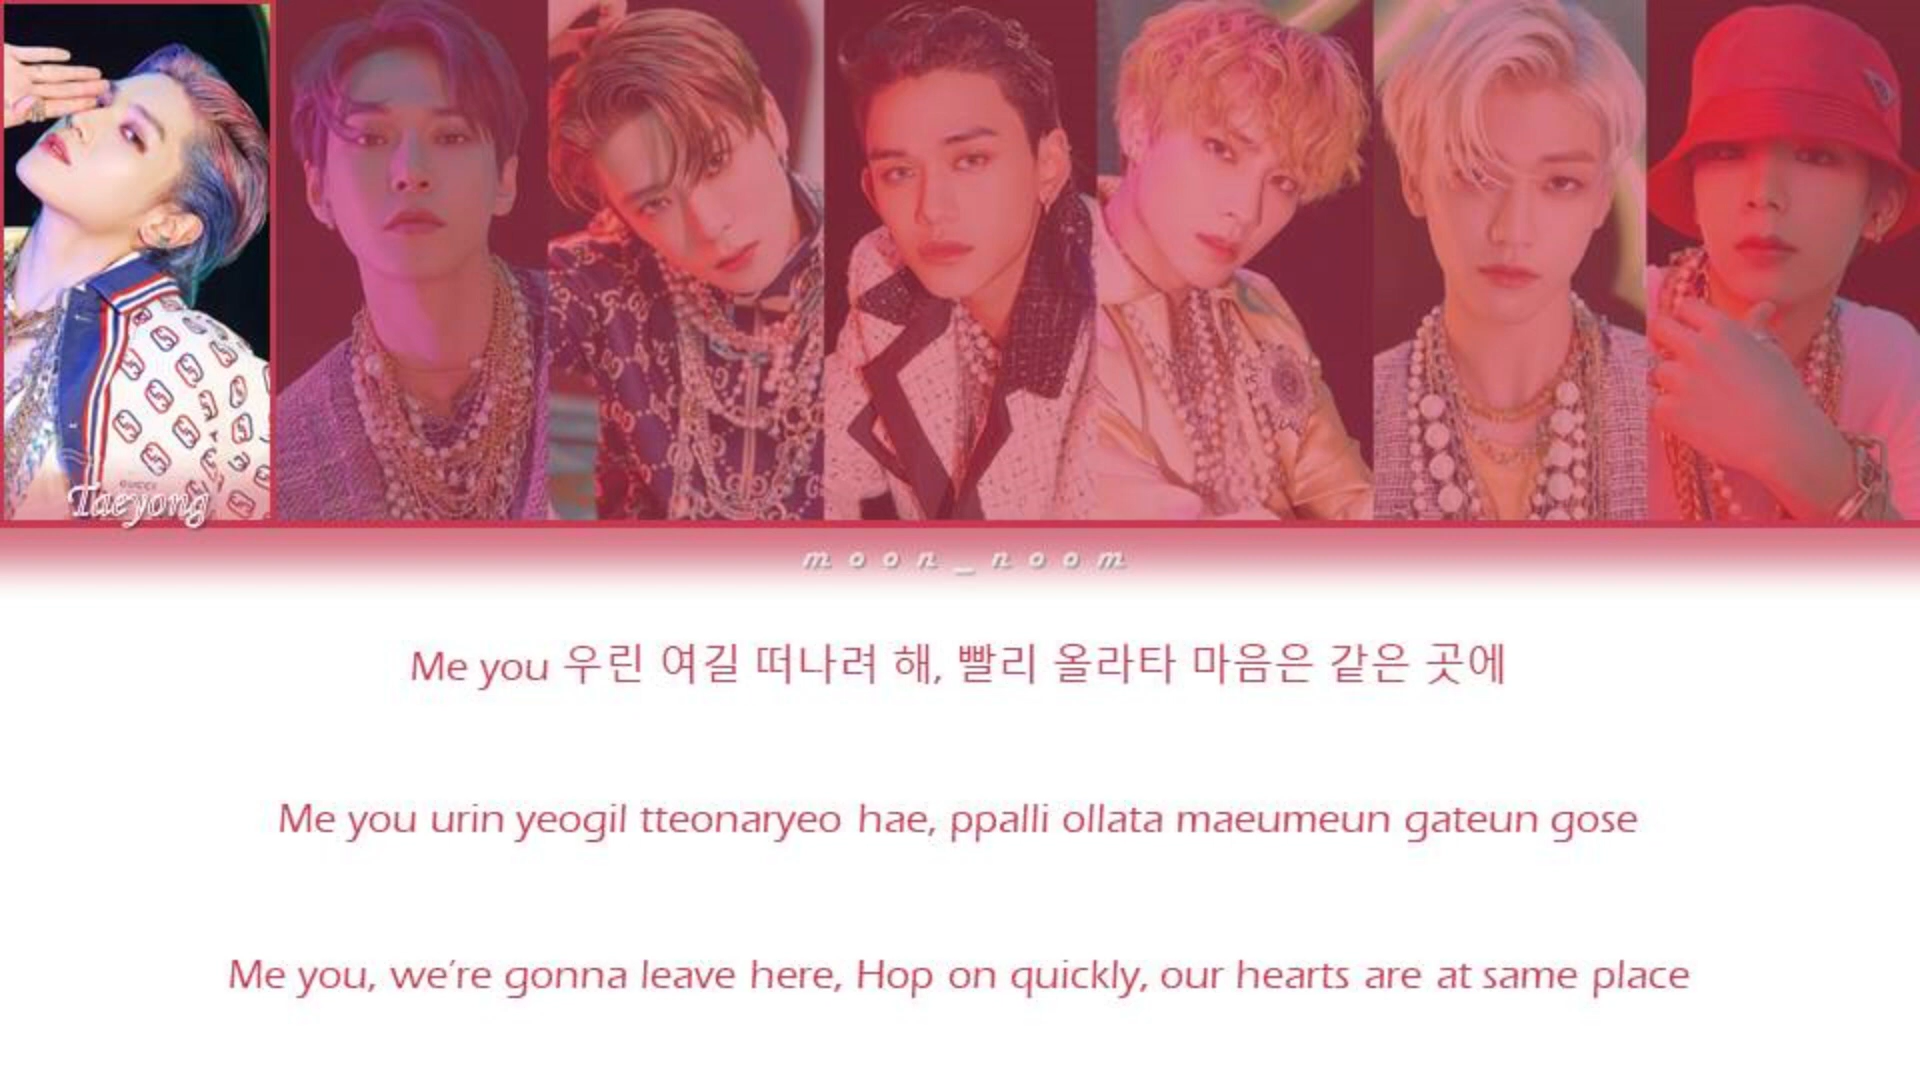 GUCCI
Taeyong
moon_noom
Me you 우린 여길 떠나려 해, 빨리 올라타 마음은 같은 곳에
Me you urin yeogil tteonaryeo hae, ppalli ollata maeumeun gateun gose
Me you, we're gonna leave here, Hop on quickly, our hearts are at same place